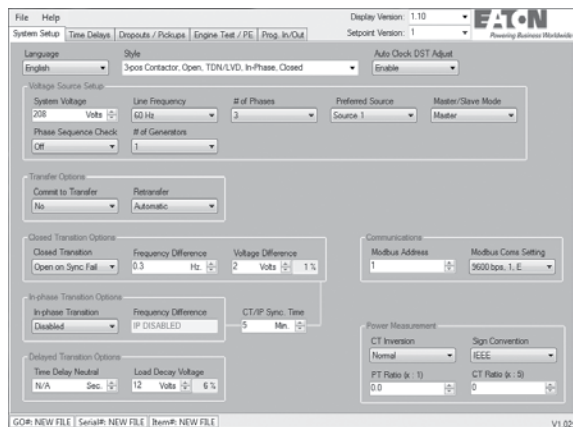 File Help
Display Version: 1.10
Setpoint Version: 1
EATON
Powering Business Worldwide
System Setup Time Delays Dropouts / Pickups Engine Test / PE Prog. In/Out
Language Style Auto Clock DST Adjust
English 3-pos Contactor, Open, TDN/LVD, In-Phase, Closed Enable
Voltage Source Setup
System Voltage Line Frequency # of Phases Preferred Source Master/Slave Mode
208 Volts 60 Hz 3 Source 1 Master
Phase Sequence Check # of Generators
Off 1
Transfer Options
Commit to Transfer Retransfer
No Automatic
Closed Transition Options
Closed Transition Frequency Difference Voltage Difference
Open on Sync Fail 0.3 Hz. 2 Volts 1 %
Communications
Modbus Address Modbus Coms Setting
1 9600 bps, 1, E
In-phase Transition Options
In-phase Transition Frequency Difference CT/IP Sync. Time
Disabled IP DISABLED 5 Min.
Delayed Transition Options
Time Delay Neutral Load Decay Voltage
N/A Sec. 12 Volts 6 %
Power Measurement
CT Inversion Sign Convention
Normal IEEE
PT Ratio (x : 1) CT Ratio (x : 5)
0.0 0
GO#: NEW FILE Serial#: NEW FILE Item#: NEW FILE